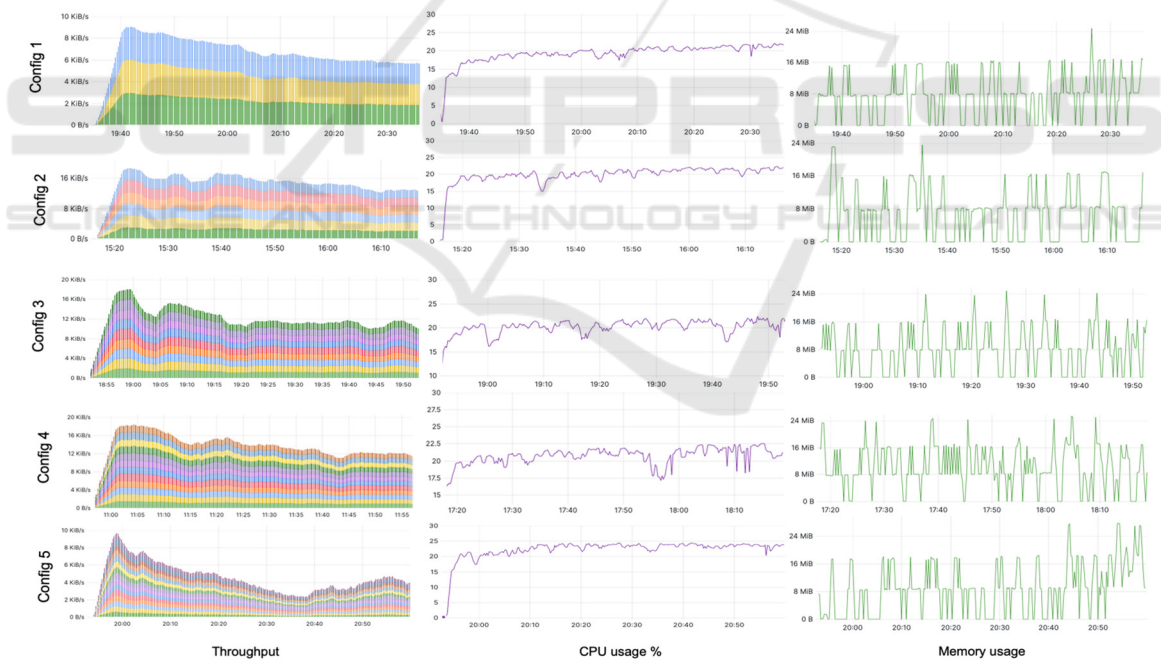 Config 1
10 KiB/s
8 KiB/s
6 KiB/s
4 KiB/s
2 KiB/s
0 B/s
19:40 19:50 20:00 20:10 20:20 20:30
30
25
20
15
10
5
0
19:40 19:50 20:00 20:10 20:20 20:30
24 MiB
16 MiB
8 MiB
0 B
19:40 19:50 20:00 20:10 20:20 20:30
Config 2
16 KiB/s
8 KiB/s
0 B/s
15:20 15:30 15:40 15:50 16:00 16:10
30
25
20
15
10
5
0
15:20 15:30 15:40 15:50 16:00 16:10
24 MiB
16 MiB
8 MiB
0 B
15:20 15:30 15:40 15:50 16:00 16:10
Config 3
20 KiB/s
16 KiB/s
12 KiB/s
8 KiB/s
4 KiB/s
0 B/s
18:55 19:00 19:05 19:10 19:15 19:20 19:25 19:30 19:35 19:40 19:45 19:50
30
25
20
15
10
19:00 19:10 19:20 19:30 19:40 19:50
24 MiB
16 MiB
8 MiB
0 B
19:00 19:10 19:20 19:30 19:40 19:50
Config 4
20 KiB/s
16 KiB/s
12 KiB/s
8 KiB/s
4 KiB/s
0 B/s
11:00 11:05 11:10 11:15 11:20 11:25 11:30 11:35 11:40 11:45 11:50 11:55
30
27.5
25
22.5
20
17.5
15
17:20 17:30 17:40 17:50 18:00 18:10
24 MiB
16 MiB
8 MiB
0 B
17:20 17:30 17:40 17:50 18:00 18:10
Config 5
10 KiB/s
8 KiB/s
6 KiB/s
4 KiB/s
2 KiB/s
0 B/s
20:00 20:10 20:20 20:30 20:40 20:50
30
25
20
15
10
5
0
20:00 20:10 20:20 20:30 20:40 20:50
24 MiB
16 MiB
8 MiB
0 B
20:00 20:10 20:20 20:30 20:40 20:50
Throughput CPU usage % Memory usage
SCITEPRESS
SCIENCE AND TECHNOLOGY PUBLICATIONS